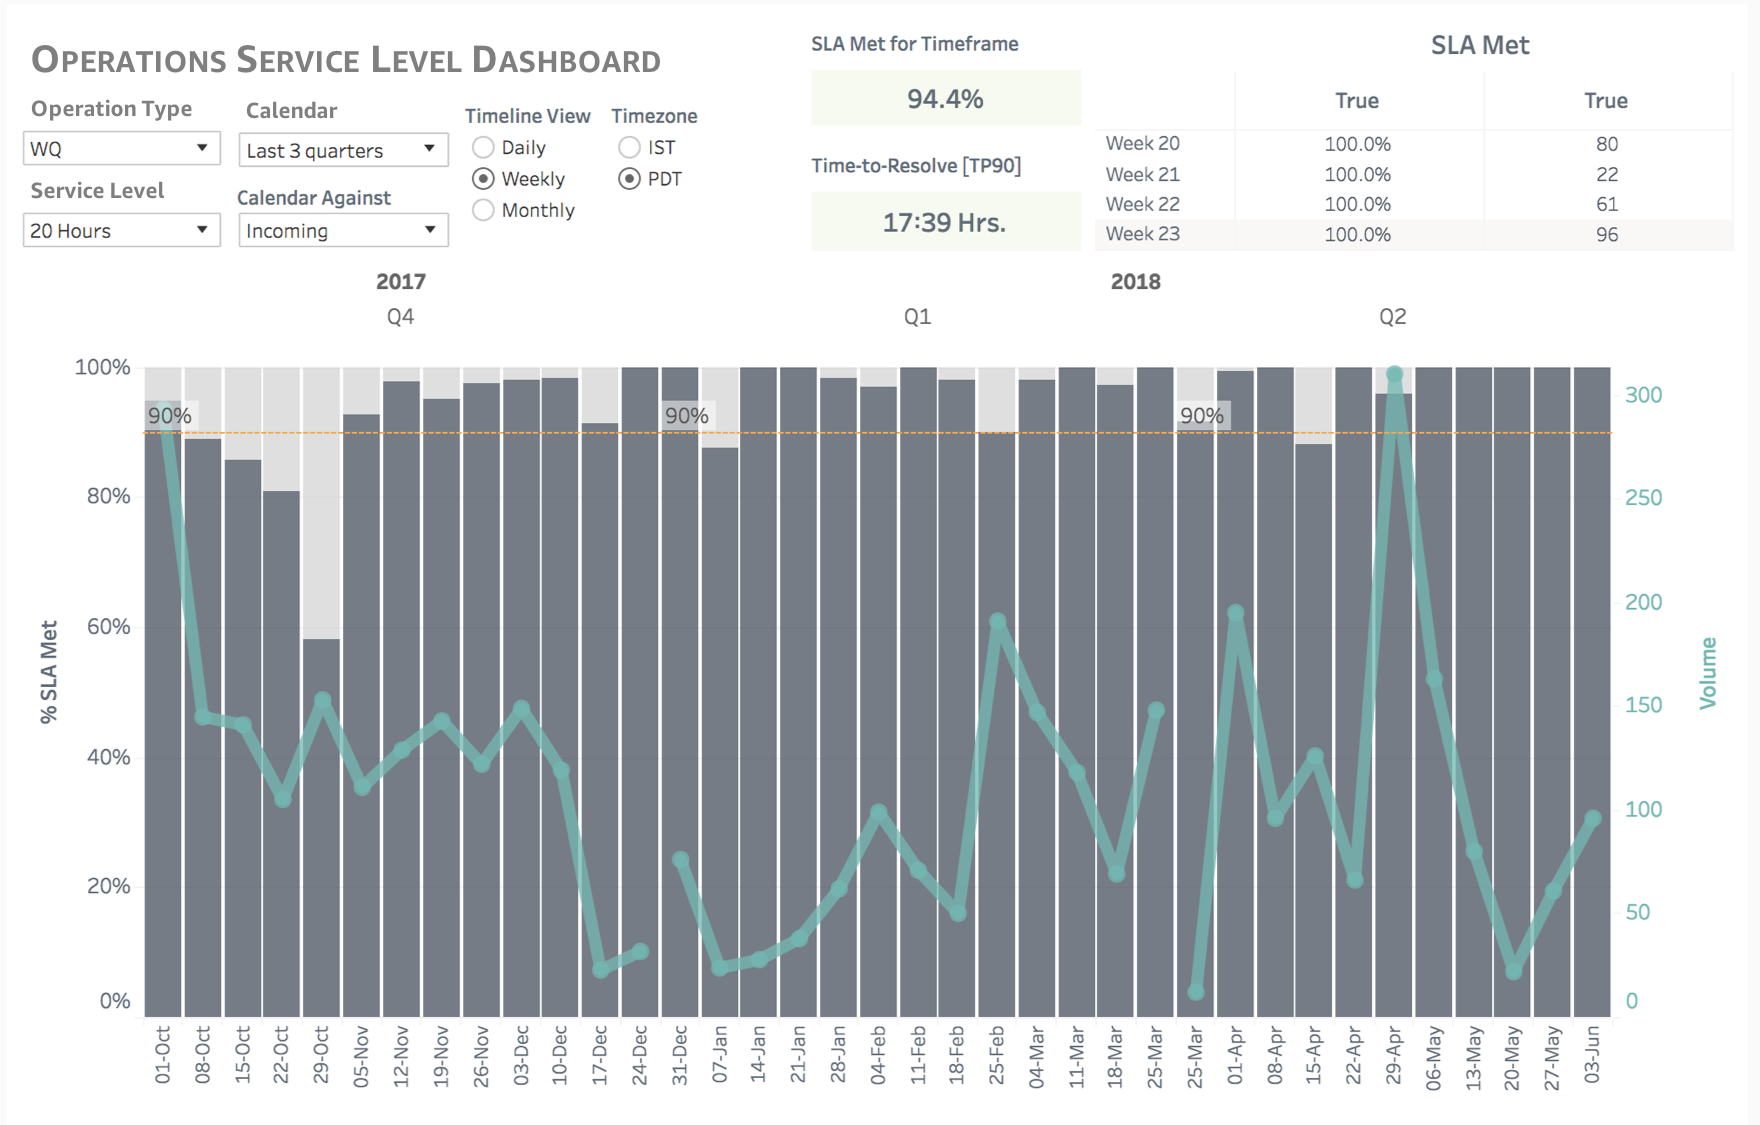 OPERATIONS SERVICE LEVEL DASHBOARD
Operation Type
WQ
Service Level
20 Hours
Calendar
Last 3 quarters
Calendar Against
Incoming
Timeline View
Daily
Weekly
Monthly
Timezone
IST
PDT
SLA Met for Timeframe
94.4%
Time-to-Resolve [TP90]
17:39 Hrs.
SLA Met
True True
Week 20 100.0% 80
Week 21 100.0% 22
Week 22 100.0% 61
Week 23 100.0% 96
2017 2018
Q4 Q1 Q2
100%
80%
60%
40%
20%
0%
% SLA Met
90% 90% 90%
300
250
200
150
100
50
0
Volume
01-Oct 08-Oct 15-Oct 22-Oct 29-Oct 05-Nov 12-Nov 19-Nov 26-Nov 03-Dec 10-Dec 17-Dec 24-Dec 31-Dec 07-Jan 14-Jan 21-Jan 28-Jan 04-Feb 11-Feb 18-Feb 25-Feb 04-Mar 11-Mar 18-Mar 25-Mar 25-Mar 01-Apr 08-Apr 15-Apr 22-Apr 29-Apr 06-May 13-May 20-May 27-May 03-Jun